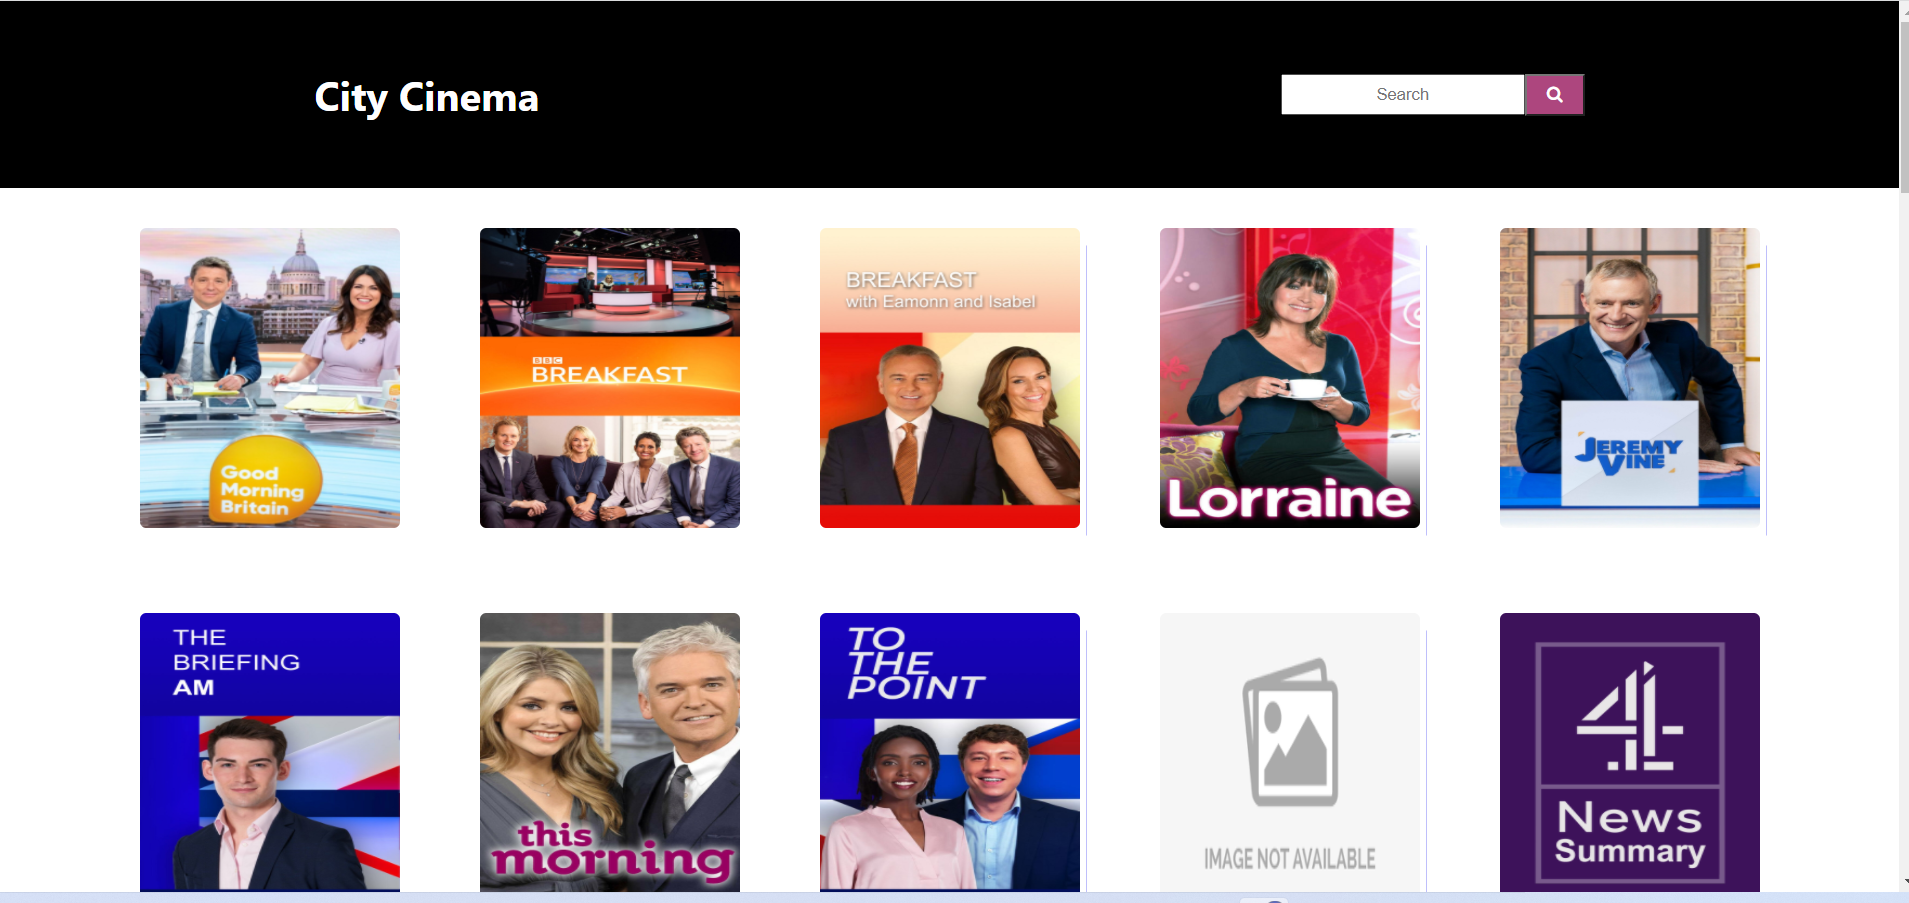 City Cinema
Search
Good
Morning
Britain
BBC
BREAKFAST
BREAKFAST
with Eamonn and Isabel
Lorraine
JEREMY
VINE
THE
BRIEFING
AM
this
morning
TO
THE
POINT
IMAGE NOT AVAILABLE
4
News
Summary